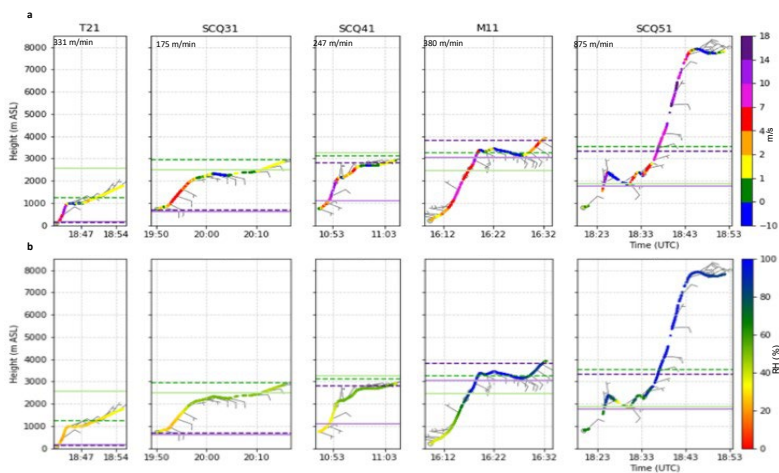 a
T21 SCQ31 SCQ41 M11 SCQ51
331 m/min 175 m/min 247 m/min 380 m/min 875 m/min
Height (m ASL)
8000
7000
6000
5000
4000
3000
2000
1000
0
18:47 18:54 19:50 20:00 20:10 10:53 11:03 16:12 16:22 16:32 18:23 18:33 18:43 18:53
Time (UTC)
18
14
10
7
4
2
1
0
−10
m/s
b
Height (m ASL)
8000
7000
6000
5000
4000
3000
2000
1000
0
18:47 18:54 19:50 20:00 20:10 10:53 11:03 16:12 16:22 16:32 18:23 18:33 18:43 18:53
Time (UTC)
100
80
60
40
20
0
RH (%)